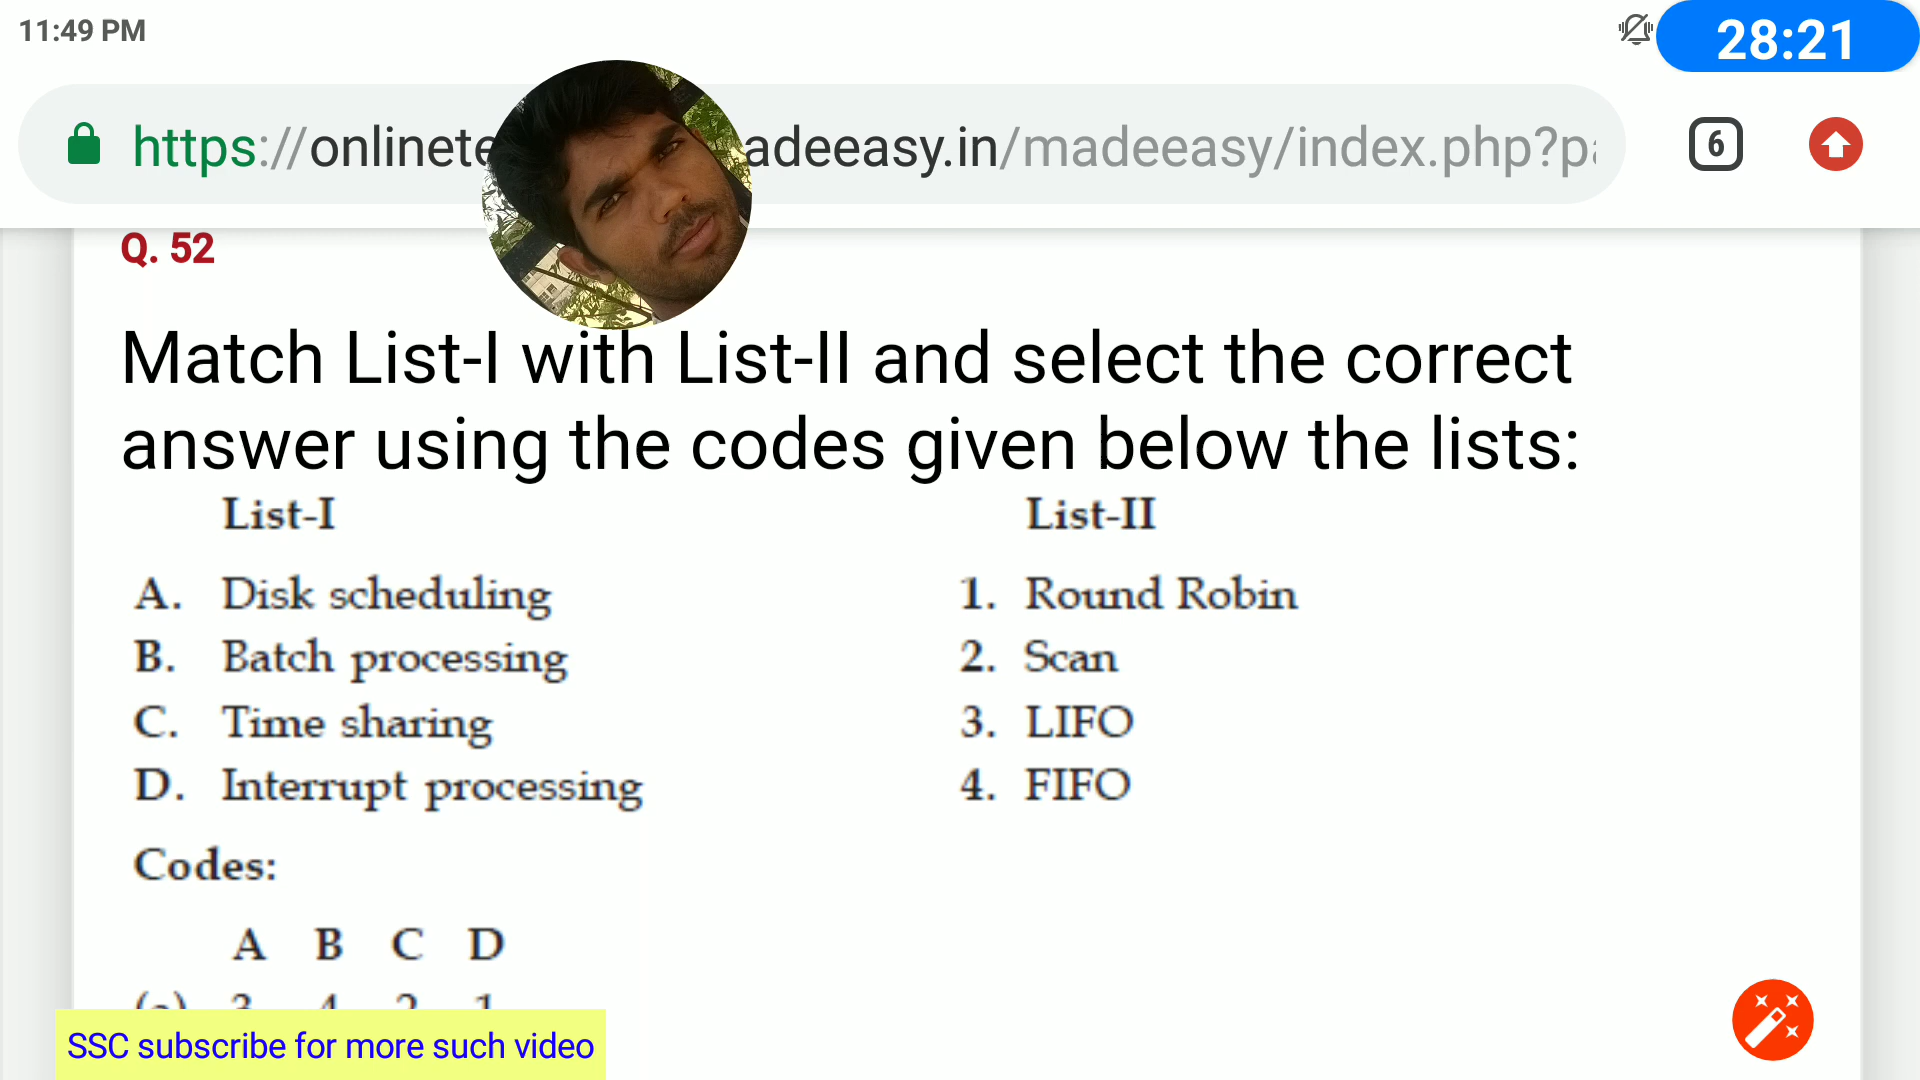 11:49 PM
28:21
https://onlinete adeeasy.in/madeeasy/index.php?pa
6
Q. 52
Match List-I with List-II and select the correct
answer using the codes given below the lists:
List-I List-II
A. Disk scheduling 1. Round Robin
B. Batch processing 2. Scan
C. Time sharing 3. LIFO
D. Interrupt processing 4. FIFO
Codes:
A B C D
SSC subscribe for more such video